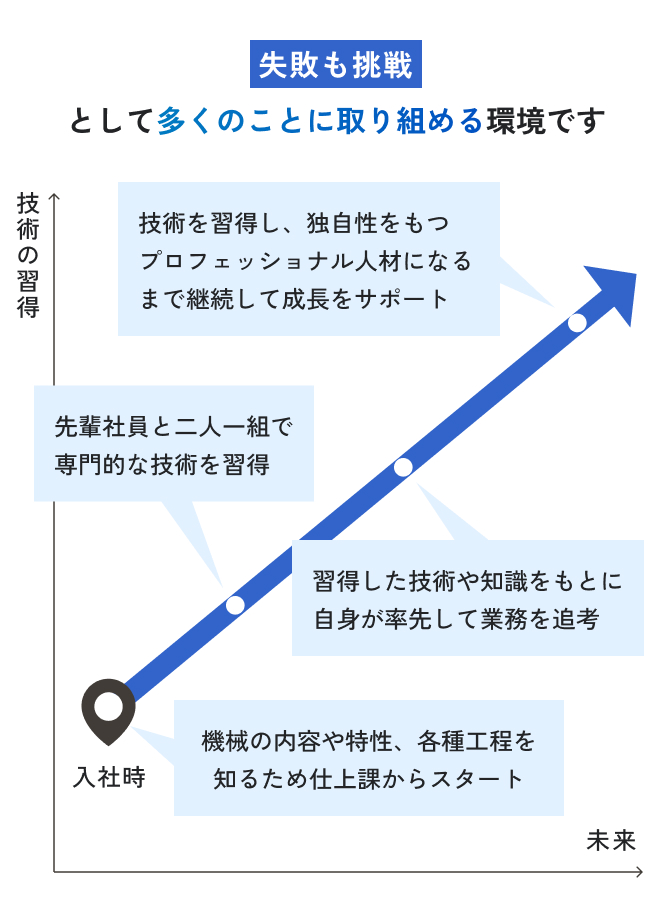 失敗も挑戦
として多くのことに取り組める環境です
技術の習得
技術を習得し、独自性をもつ
プロフェッショナル人材になる
まで継続して成長をサポート
先輩社員と二人一組で
専門的な技術を習得
習得した技術や知識をもとに
自身が率先して業務を追考
機械の内容や特性、各種工程を
知るため仕上課からスタート
入社時
未来